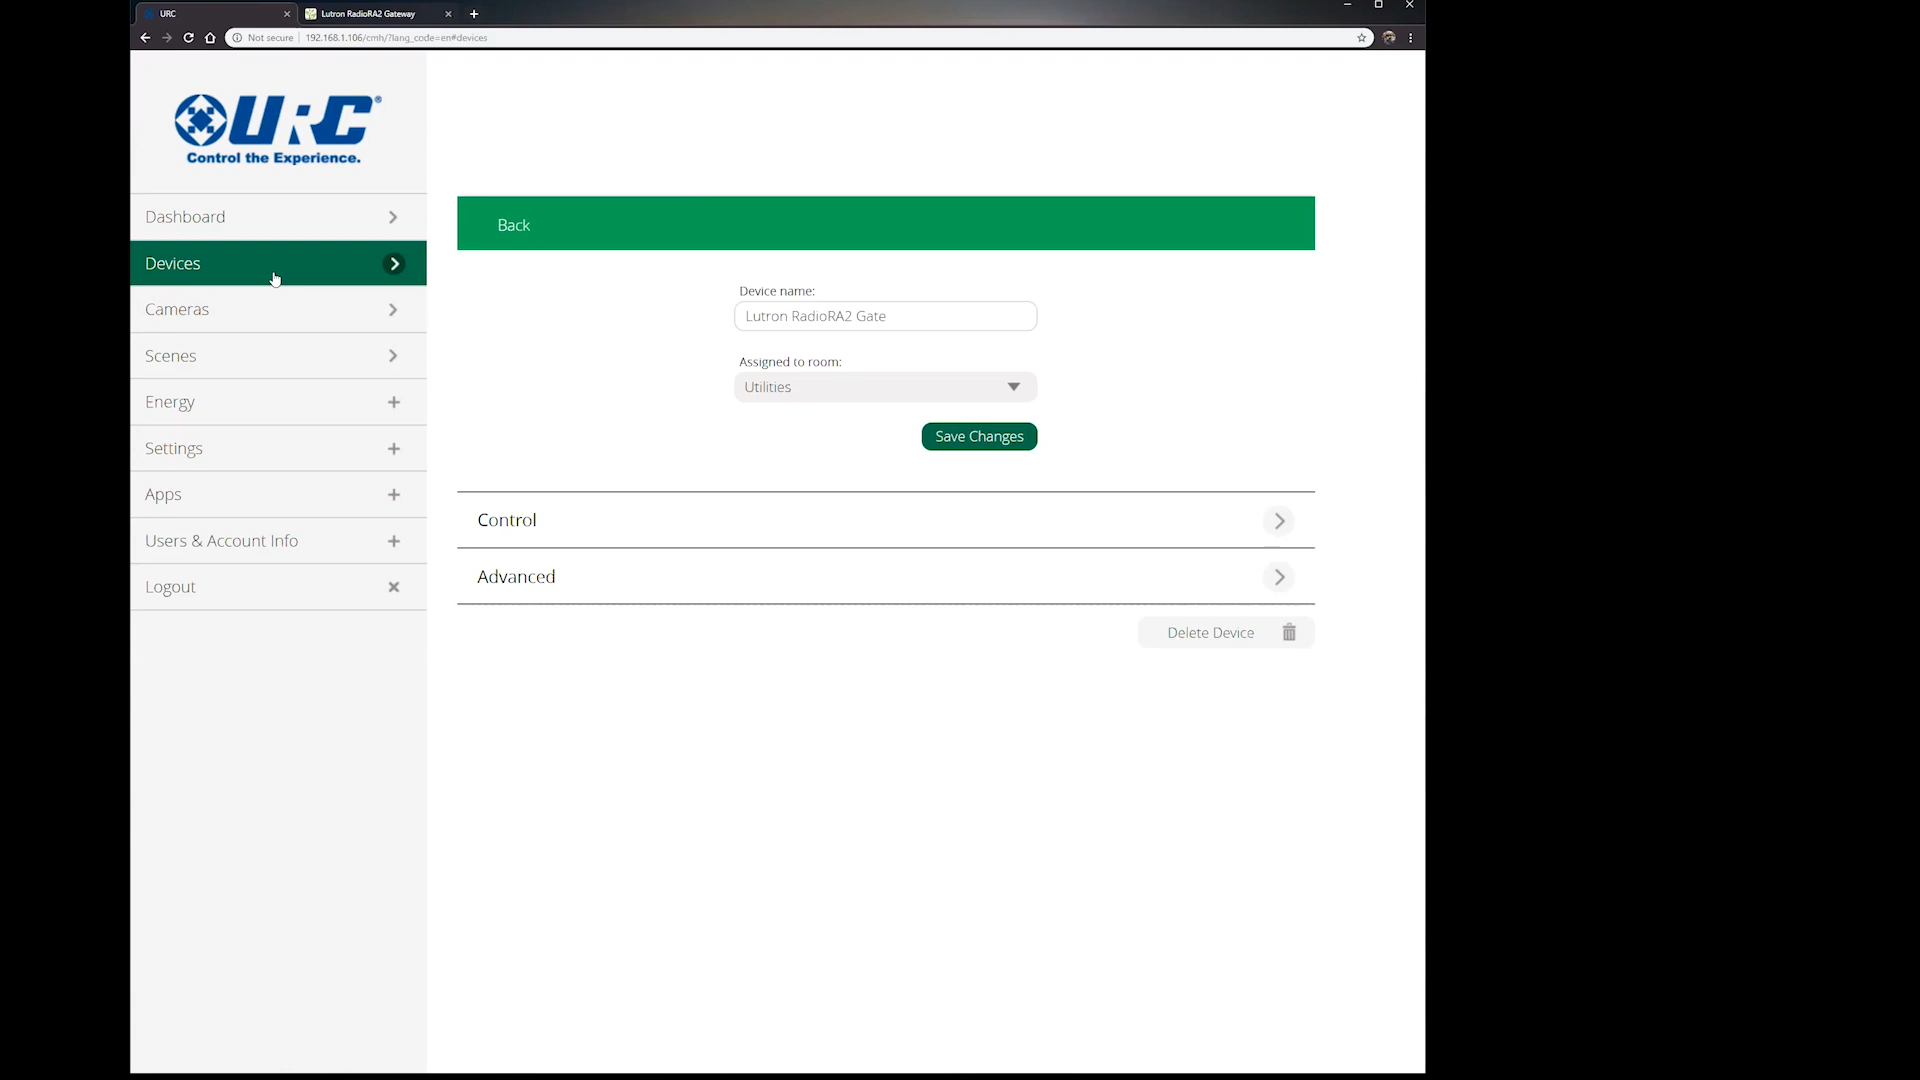 URC
Lutron RadioRA2 Gateway
Not secure
192.168.1.106/cmh/?lang_code=en#devices
URC®
Control the Experience.
Dashboard
Devices
Cameras
Scenes
Energy
Settings
Apps
Users & Account Info
Logout
Back
Device name:
Lutron RadioRA2 Gate
Assigned to room:
Utilities
Save Changes
Control
Advanced
Delete Device